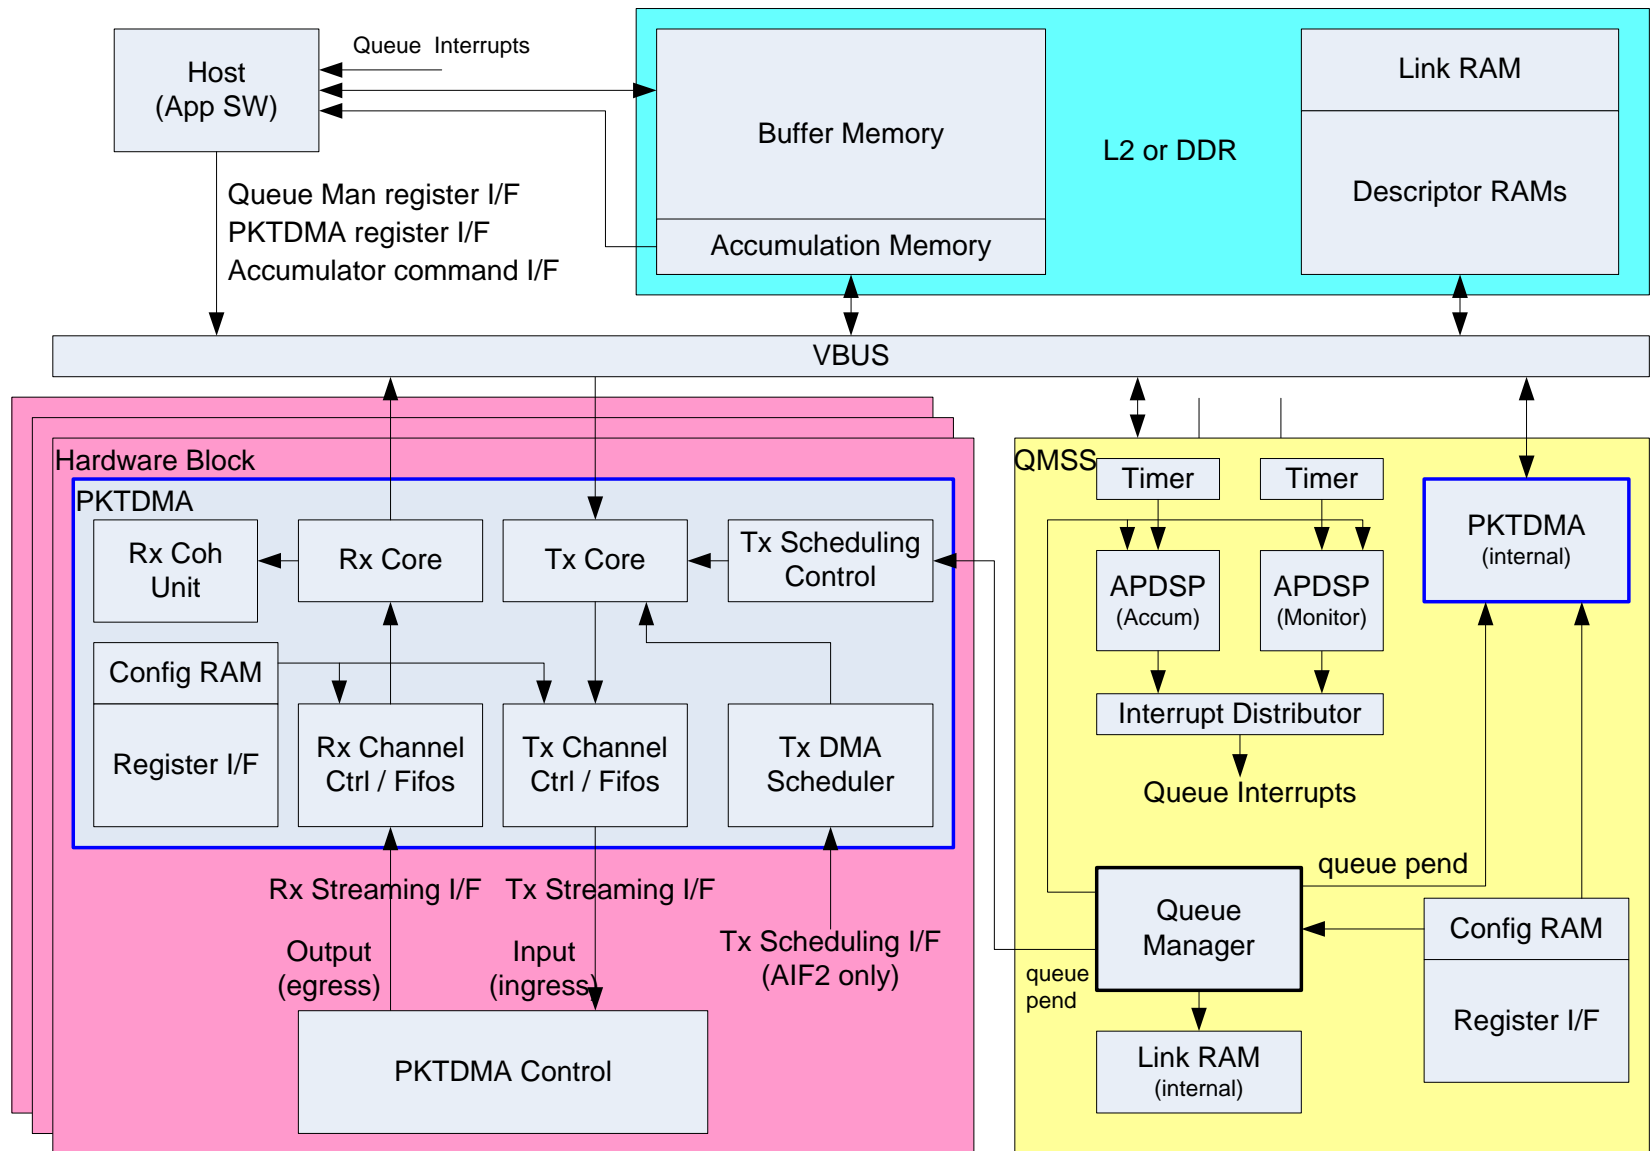 Host
(App SW)
Queue Interrupts
Queue Man register I/F
PKTDMA register I/F
Accumulator command I/F
Buffer Memory
Accumulation Memory
L2 or DDR
Link RAM
Descriptor RAMs
VBUS
Hardware Block
PKTDMA
Rx Coh
Unit
Rx Core
Tx Core
Tx Scheduling
Control
Config RAM
Register I/F
Rx Channel
Ctrl / Fifos
Tx Channel
Ctrl / Fifos
Tx DMA
Scheduler
Rx Streaming I/F
Tx Streaming I/F
Output
(egress)
Input
(ingress)
Tx Scheduling I/F
(AIF2 only)
PKTDMA Control
QMSS
Timer
Timer
APDSP
(Accum)
APDSP
(Monitor)
PKTDMA
(internal)
Interrupt Distributor
Queue Interrupts
queue pend
Queue
Manager
queue
pend
Config RAM
Register I/F
Link RAM
(internal)